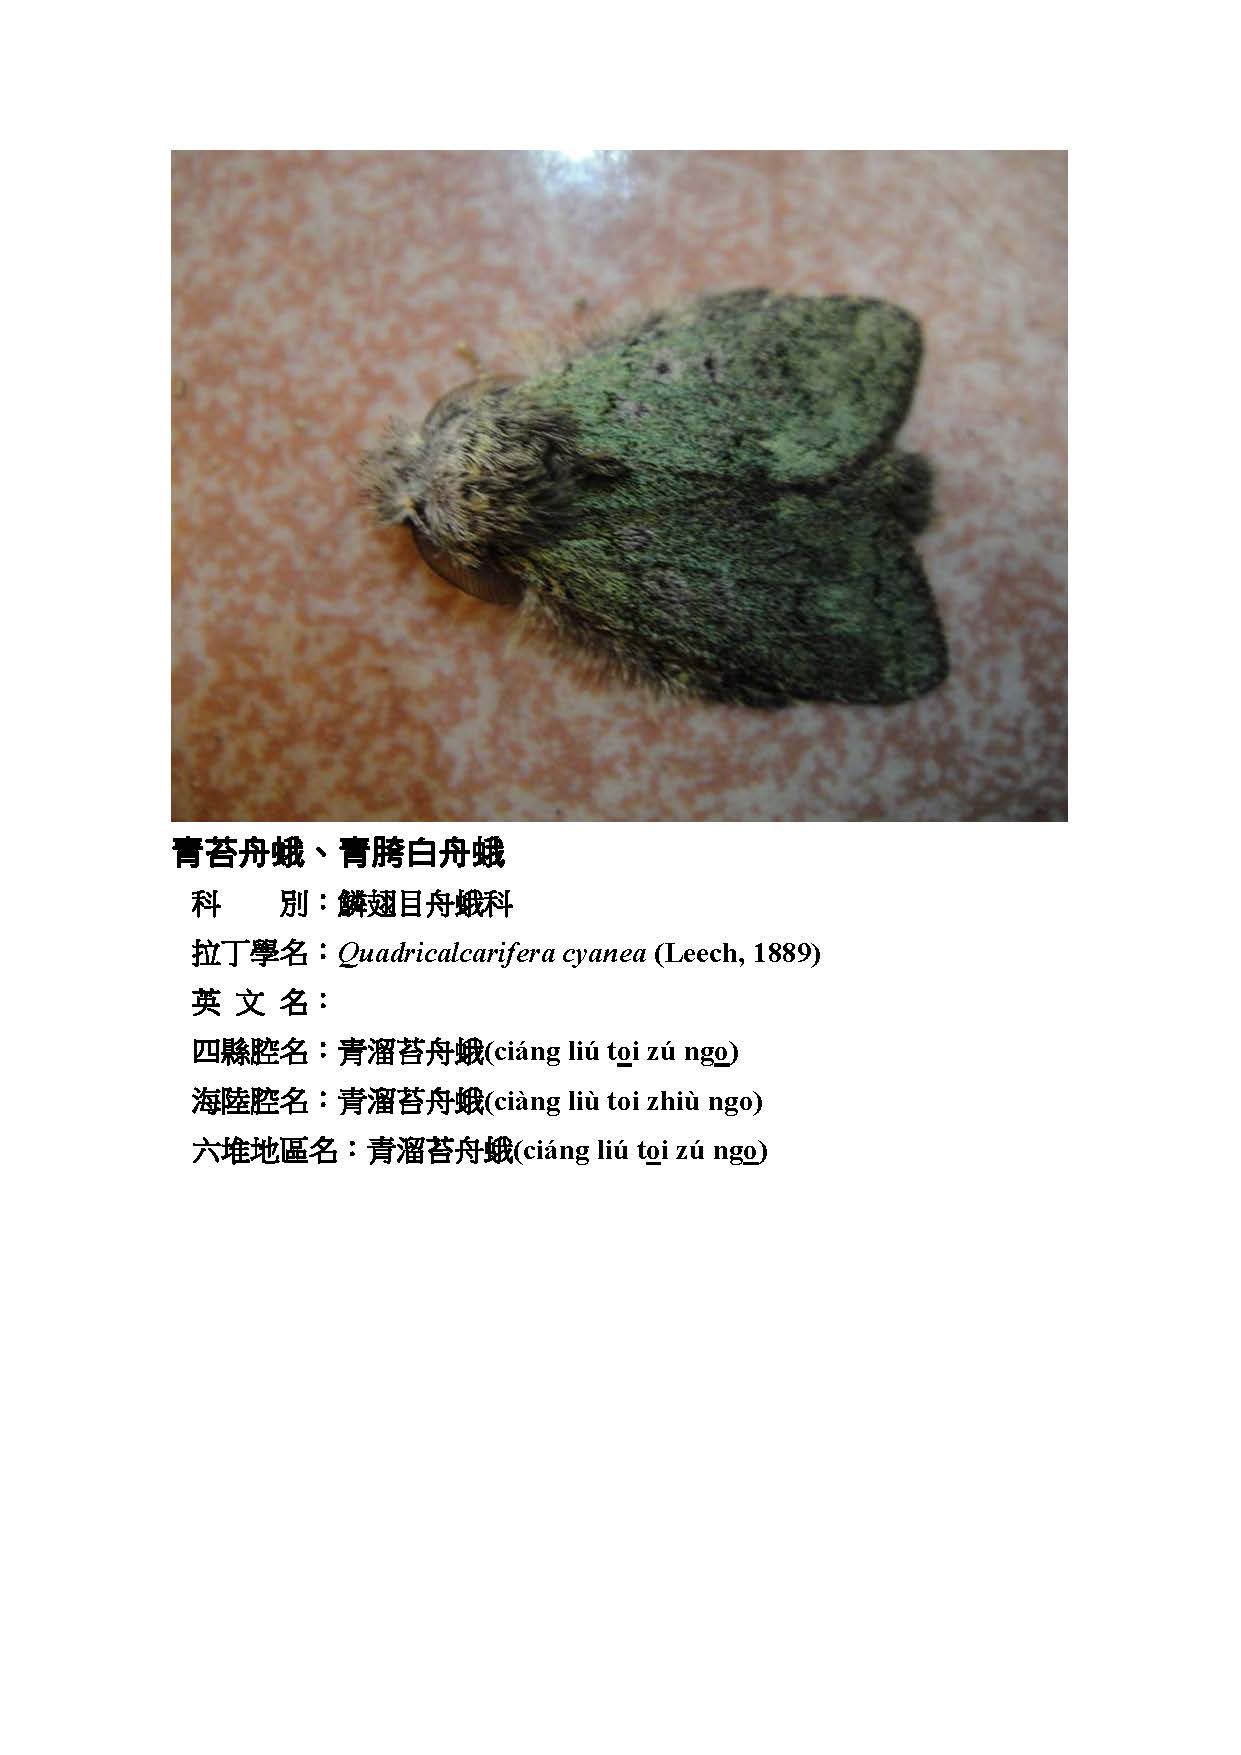 青苔舟蛾、青胯白舟蛾
科　　別：鱗翅目舟蛾科
拉丁學名：Quadricalcarifera cyanea (Leech, 1889)
英 文 名：
四縣腔名：青溜苔舟蛾(ciáng liú toi zú ngo)
海陸腔名：青溜苔舟蛾(ciàng liù toi zhiù ngo)
六堆地區名：青溜苔舟蛾(ciáng liú toi zú ngo)